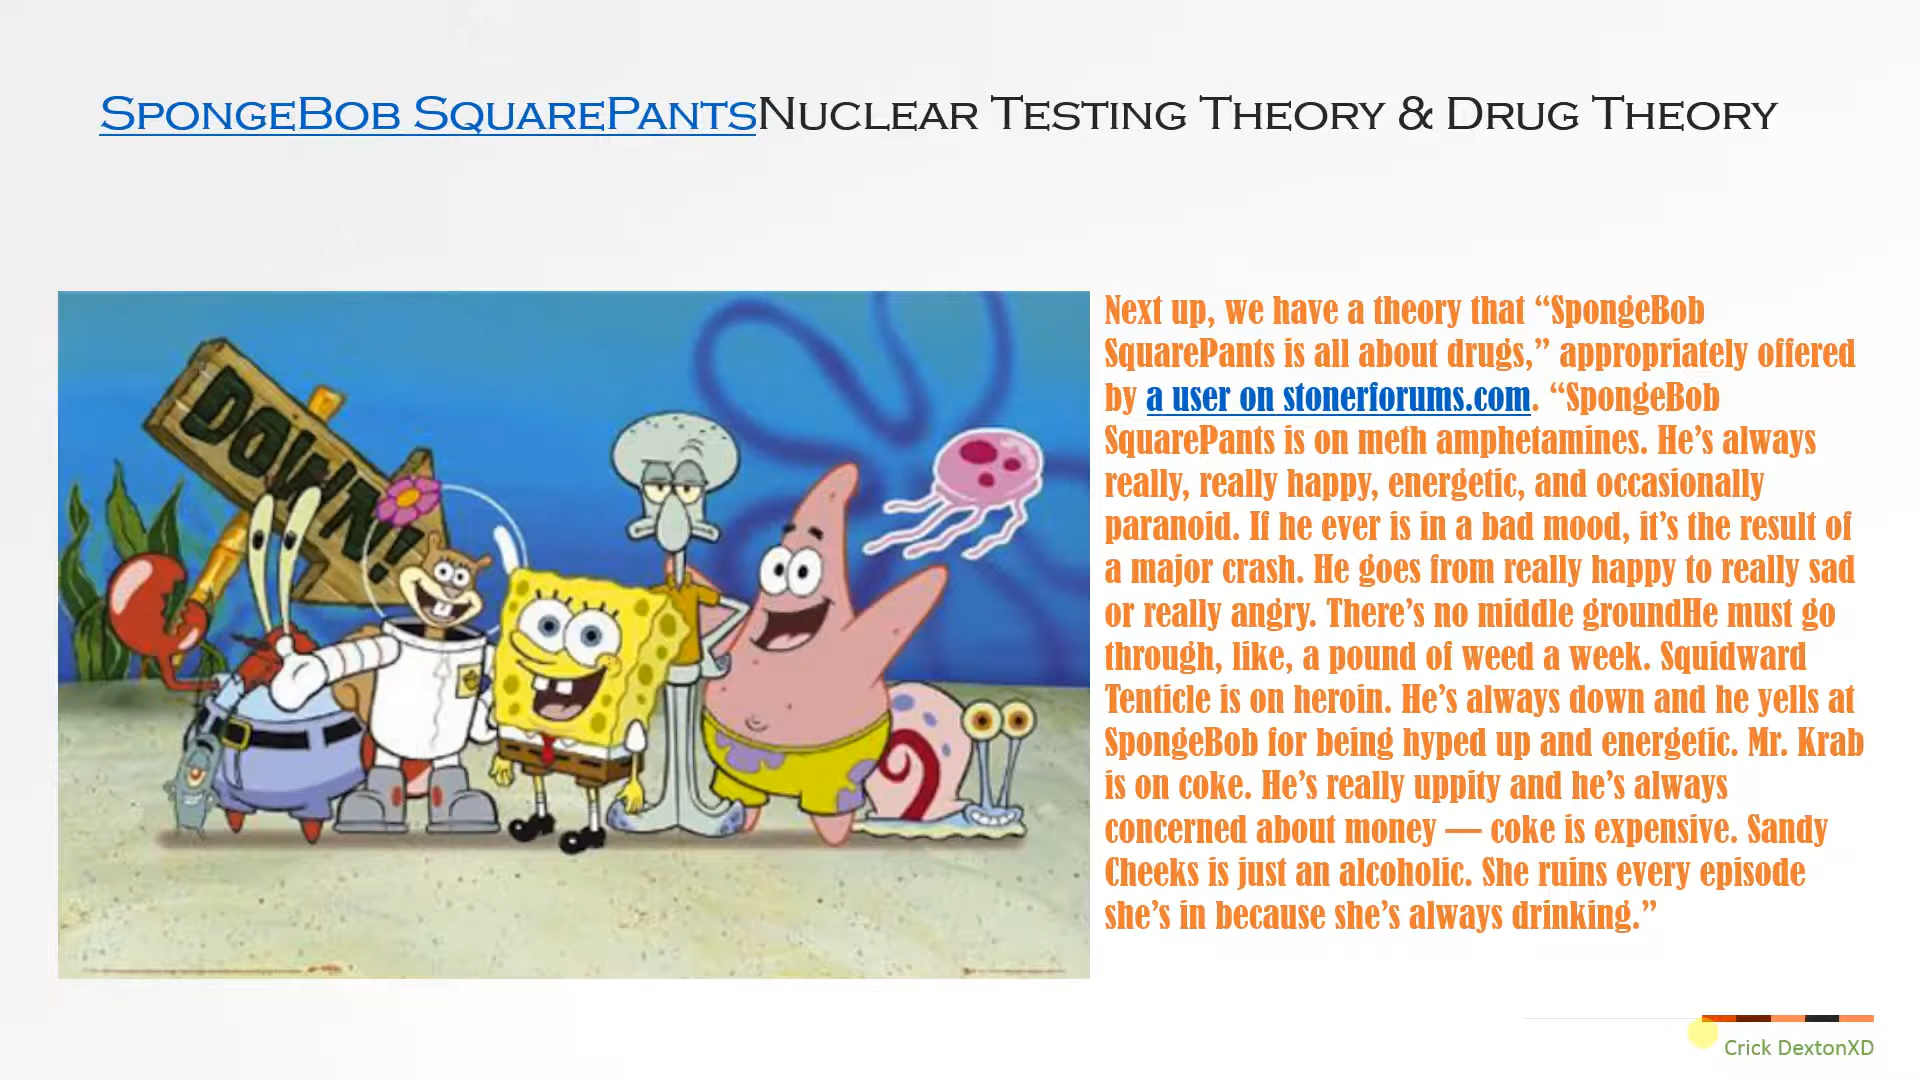 SpongeBob SquarePantsNuclear Testing Theory & Drug Theory
DOWN!
Next up, we have a theory that “SpongeBob
SquarePants is all about drugs,” appropriately offered
by a user on stonerforums.com. “SpongeBob
SquarePants is on meth amphetamines. He’s always
really, really happy, energetic, and occasionally
paranoid. If he ever is in a bad mood, it’s the result of
a major crash. He goes from really happy to really sad
or really angry. There’s no middle groundHe must go
through, like, a pound of weed a week. Squidward
Tenticle is on heroin. He’s always down and he yells at
SpongeBob for being hyped up and energetic. Mr. Krab
is on coke. He’s really uppity and he’s always
concerned about money — coke is expensive. Sandy
Cheeks is just an alcoholic. She ruins every episode
she’s in because she’s always drinking.”
Crick DextonXD